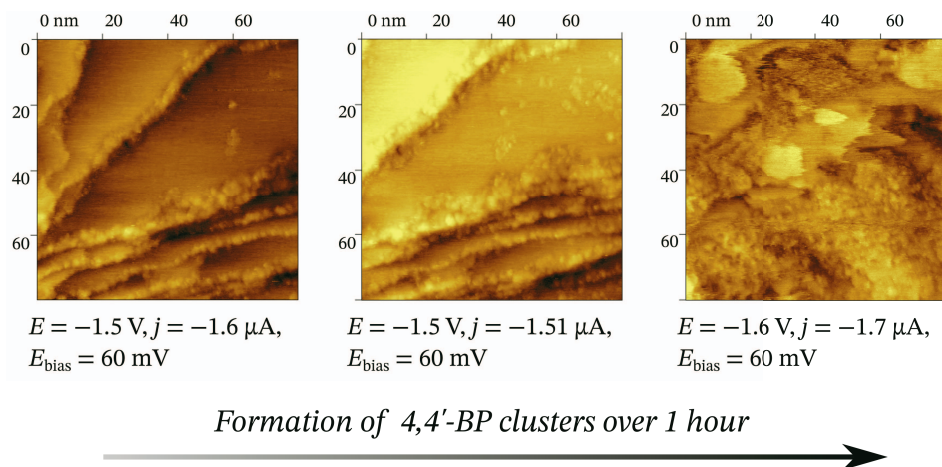 0 nm 20 40 60
0
20
40
60
0 nm 20 40 60
0
20
40
60
0 nm 20 40 60
0
20
40
60
E = −1.5 V, j = −1.6 µA,
E_bias = 60 mV
E = −1.5 V, j = −1.51 µA,
E_bias = 60 mV
E = −1.6 V, j = −1.7 µA,
E_bias = 60 mV
Formation of 4,4′-BP clusters over 1 hour